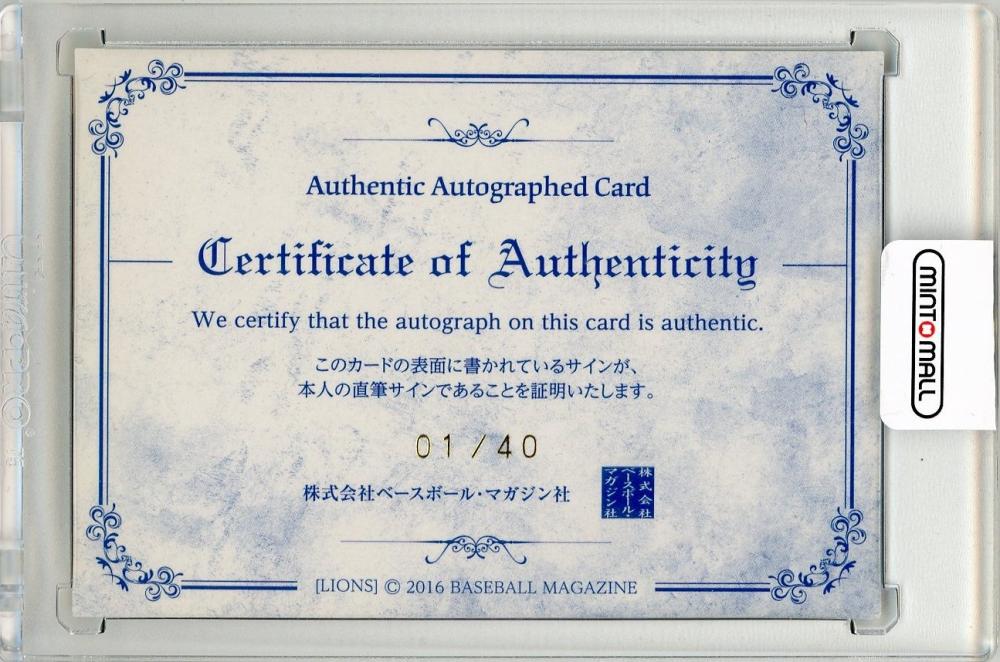 Authentic Autographed Card
Certificate of Authenticity
We certify that the autograph on this card is authentic.
このカードの表面に書かれているサインが、
本人の直筆サインであることを証明いたします。
01/40
株式会社ベースボール・マガジン社
株式会社
ベースボール・
マガジン社
[LIONS] © 2016 BASEBALL MAGAZINE
MINTOMALL